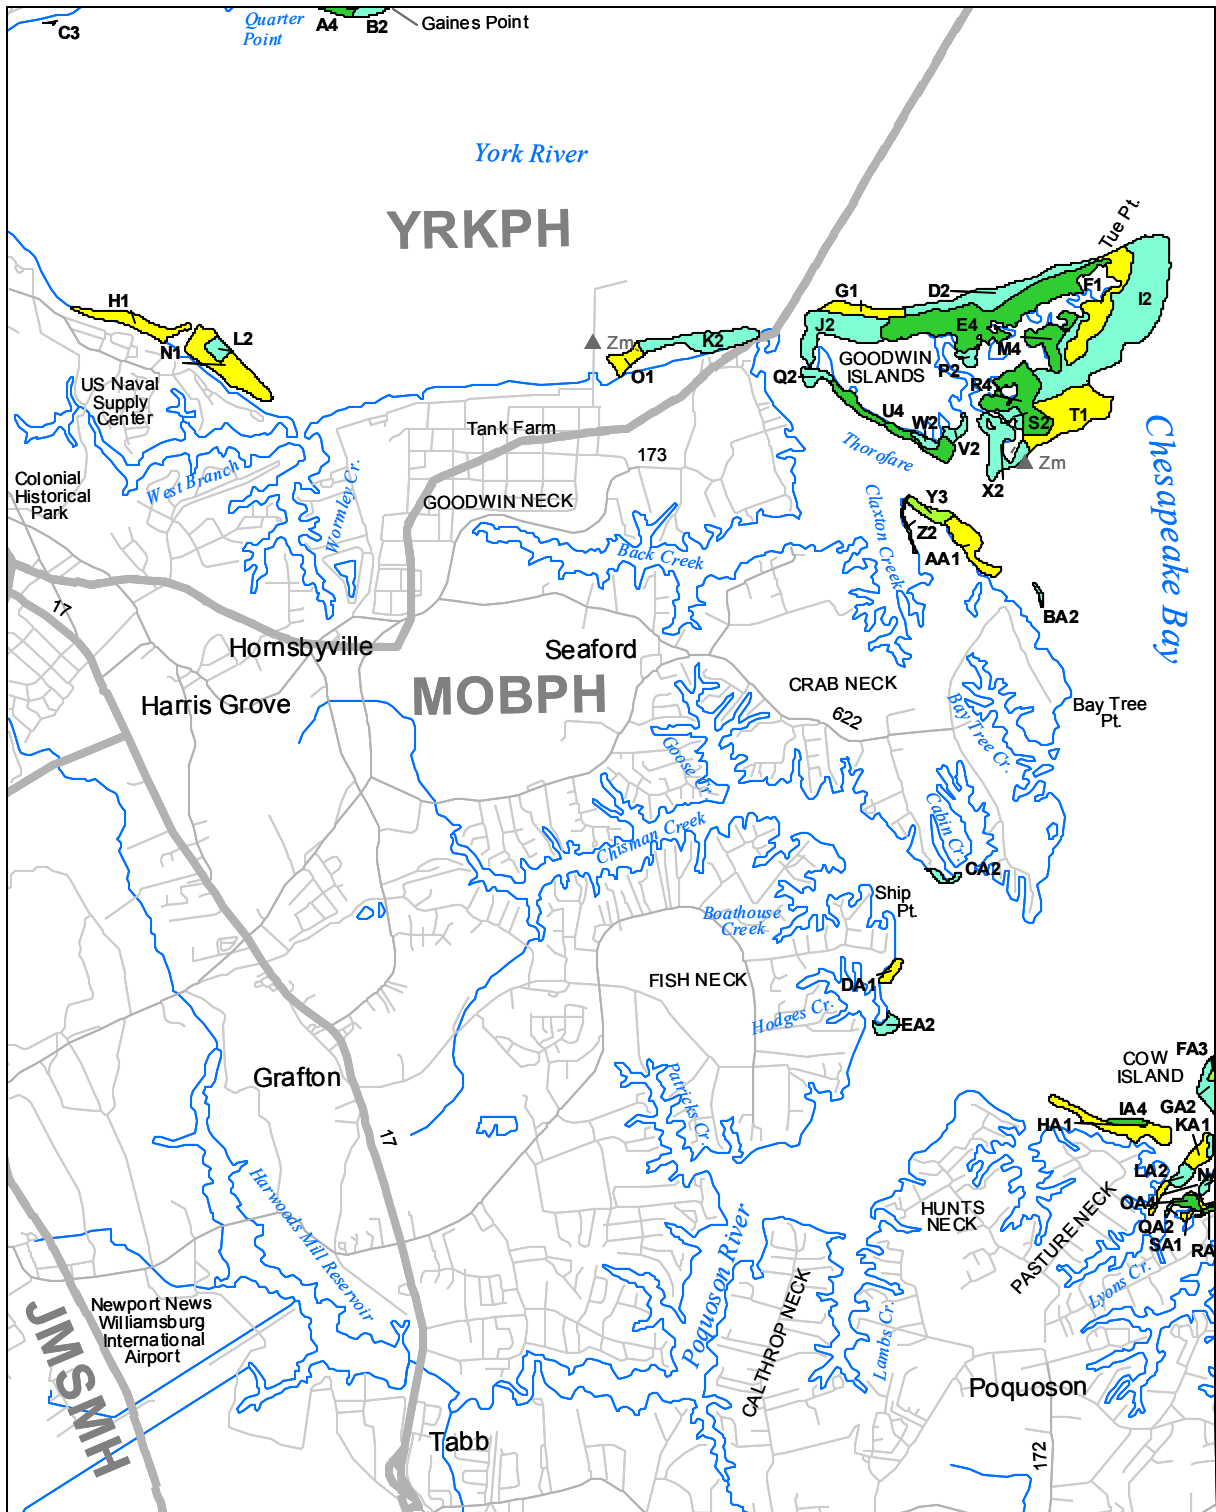 C3
Quarter
Point
A4
B2
Gaines Point
York River
YRKPH
Tue Pt.
H1
L2
N1
US Naval
Supply
Center
Zm
K2
O1
G1
D2
F1
I2
J2
E4
M4
GOODWIN
ISLANDS
P2
Q2
R4
U4
W2
S2
T1
V2
Zm
X2
Thorofare
Chesapeake Bay
Tank Farm
173
Colonial
Historical
Park
West Branch
Wormley Cr.
GOODWIN NECK
Back Creek
Claxton Creek
Y3
Z2
AA1
BA2
17
Hornsbyville
Seaford
Harris Grove
MOBPH
CRAB NECK
622
Bay Tree
Pt.
Bay Tree Cr.
Goose Cr.
Chisman Creek
Cabin Cr.
CA2
Ship
Pt.
Boathouse
Creek
FISH NECK
DA1
Hodges Cr.
EA2
Grafton
COW
ISLAND
FA3
Patricks Cr.
HA1
IA4
GA2
KA1
17
LA2
N
OA4
QA2
SA1
RA
HUNTS
NECK
PASTURE NECK
Lyons Cr.
Harwoods Mill Reservoir
Poquoson River
CALTHROP NECK
Lambs Cr.
JMSMH
Newport News
Williamsburg
International
Airport
Poquoson
Tabb
172